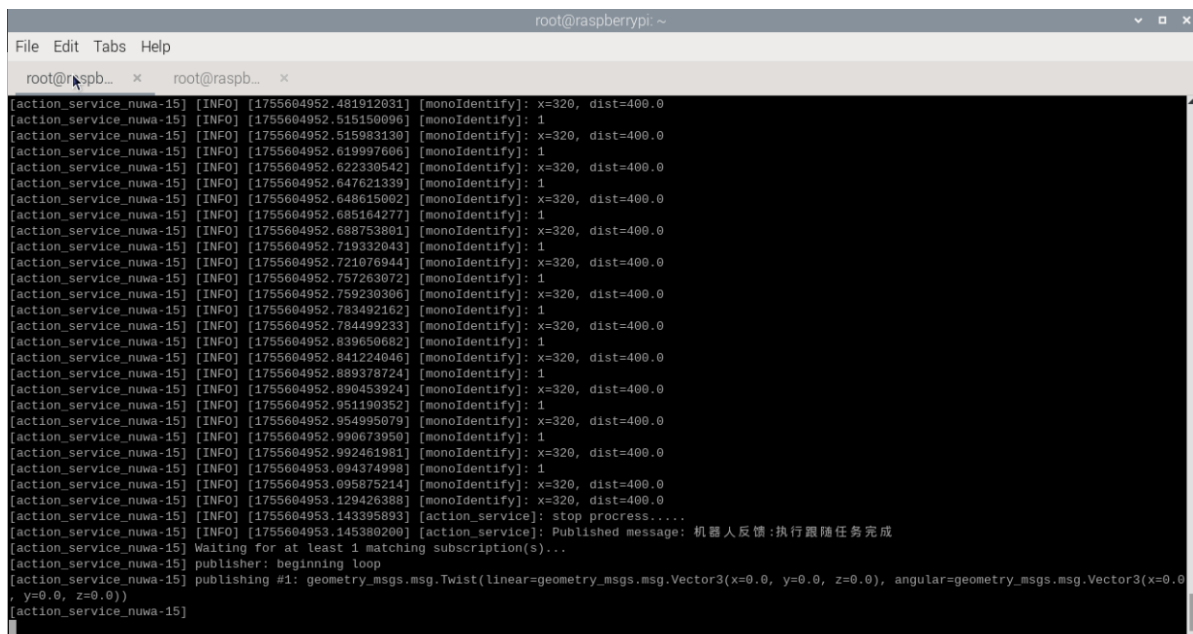 root@raspberrypi: ~
File Edit Tabs Help
root@raspb... × root@raspb... ×
[action_service_nuwa-15] [INFO] [1755604952.481912031] [monoIdentify]: x=320, dist=400.0
[action_service_nuwa-15] [INFO] [1755604952.515150096] [monoIdentify]: 1
[action_service_nuwa-15] [INFO] [1755604952.515983130] [monoIdentify]: x=320, dist=400.0
[action_service_nuwa-15] [INFO] [1755604952.619997606] [monoIdentify]: 1
[action_service_nuwa-15] [INFO] [1755604952.622330542] [monoIdentify]: x=320, dist=400.0
[action_service_nuwa-15] [INFO] [1755604952.647621339] [monoIdentify]: 1
[action_service_nuwa-15] [INFO] [1755604952.648615002] [monoIdentify]: x=320, dist=400.0
[action_service_nuwa-15] [INFO] [1755604952.685164277] [monoIdentify]: 1
[action_service_nuwa-15] [INFO] [1755604952.688753801] [monoIdentify]: x=320, dist=400.0
[action_service_nuwa-15] [INFO] [1755604952.719332043] [monoIdentify]: 1
[action_service_nuwa-15] [INFO] [1755604952.721076944] [monoIdentify]: x=320, dist=400.0
[action_service_nuwa-15] [INFO] [1755604952.757263072] [monoIdentify]: 1
[action_service_nuwa-15] [INFO] [1755604952.759230306] [monoIdentify]: x=320, dist=400.0
[action_service_nuwa-15] [INFO] [1755604952.783492162] [monoIdentify]: 1
[action_service_nuwa-15] [INFO] [1755604952.784499233] [monoIdentify]: x=320, dist=400.0
[action_service_nuwa-15] [INFO] [1755604952.839650682] [monoIdentify]: 1
[action_service_nuwa-15] [INFO] [1755604952.841224046] [monoIdentify]: x=320, dist=400.0
[action_service_nuwa-15] [INFO] [1755604952.889378724] [monoIdentify]: 1
[action_service_nuwa-15] [INFO] [1755604952.890453924] [monoIdentify]: x=320, dist=400.0
[action_service_nuwa-15] [INFO] [1755604952.951190352] [monoIdentify]: 1
[action_service_nuwa-15] [INFO] [1755604952.954995079] [monoIdentify]: x=320, dist=400.0
[action_service_nuwa-15] [INFO] [1755604952.990673950] [monoIdentify]: 1
[action_service_nuwa-15] [INFO] [1755604952.992461981] [monoIdentify]: x=320, dist=400.0
[action_service_nuwa-15] [INFO] [1755604953.094374998] [monoIdentify]: 1
[action_service_nuwa-15] [INFO] [1755604953.095875214] [monoIdentify]: x=320, dist=400.0
[action_service_nuwa-15] [INFO] [1755604953.129426388] [monoIdentify]: x=320, dist=400.0
[action_service_nuwa-15] [INFO] [1755604953.143395893] [action_service]: stop procress.....
[action_service_nuwa-15] [INFO] [1755604953.145380200] [action_service]: Published message: 机器人反馈:执行跟随任务完成
[action_service_nuwa-15] Waiting for at least 1 matching subscription(s)...
[action_service_nuwa-15] publisher: beginning loop
[action_service_nuwa-15] publishing #1: geometry_msgs.msg.Twist(linear=geometry_msgs.msg.Vector3(x=0.0, y=0.0, z=0.0), angular=geometry_msgs.msg.Vector3(x=0.0
, y=0.0, z=0.0))
[action_service_nuwa-15]